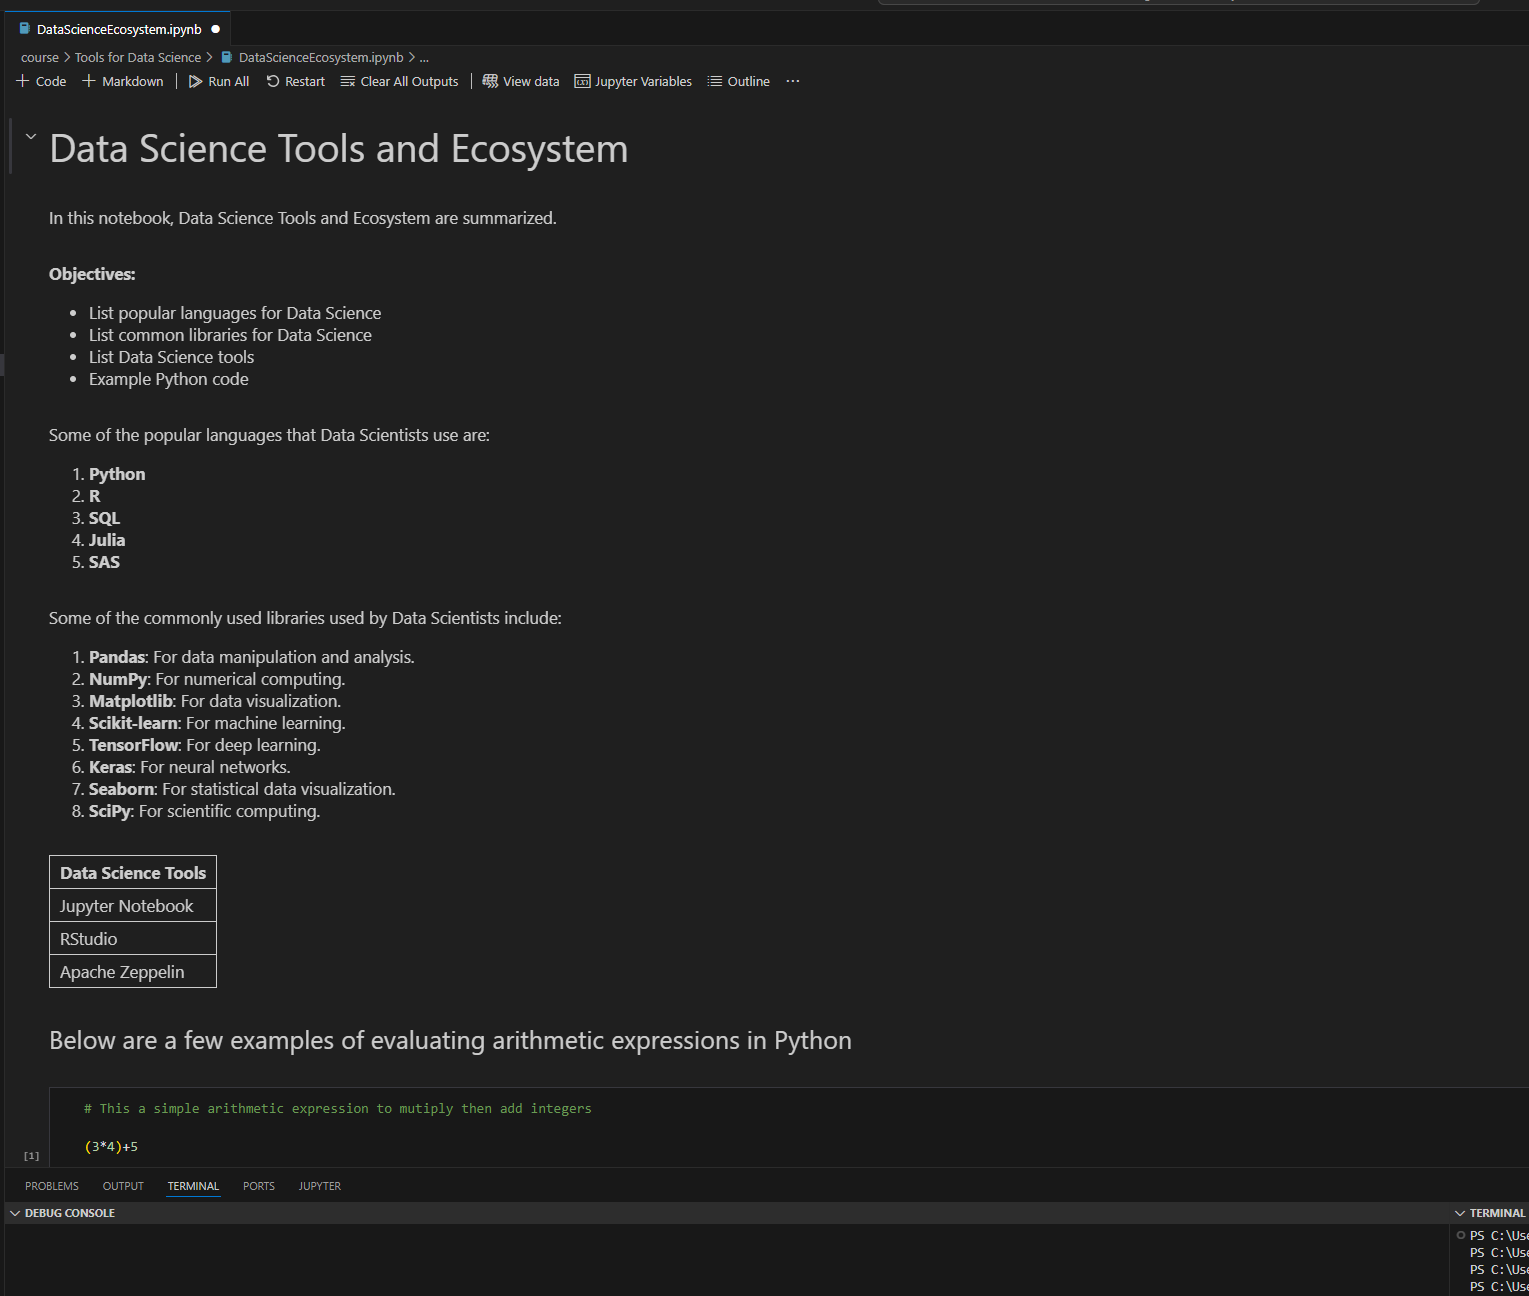 DataScienceEcosystem.ipynb
course > Tools for Data Science > DataScienceEcosystem.ipynb > ...
+ Code + Markdown | Run All Restart Clear All Outputs | View data Jupyter Variables Outline ...
Data Science Tools and Ecosystem
In this notebook, Data Science Tools and Ecosystem are summarized.
Objectives:
• List popular languages for Data Science
• List common libraries for Data Science
• List Data Science tools
• Example Python code
Some of the popular languages that Data Scientists use are:
1. Python
2. R
3. SQL
4. Julia
5. SAS
Some of the commonly used libraries used by Data Scientists include:
1. Pandas: For data manipulation and analysis.
2. NumPy: For numerical computing.
3. Matplotlib: For data visualization.
4. Scikit-learn: For machine learning.
5. TensorFlow: For deep learning.
6. Keras: For neural networks.
7. Seaborn: For statistical data visualization.
8. SciPy: For scientific computing.
Data Science Tools
Jupyter Notebook
RStudio
Apache Zeppelin
Below are a few examples of evaluating arithmetic expressions in Python
# This a simple arithmetic expression to mutiply then add integers
(3*4)+5
[1]
PROBLEMS OUTPUT TERMINAL PORTS JUPYTER
DEBUG CONSOLE
TERMINAL
PS C:\Use
PS C:\Use
PS C:\Use
PS C:\Use